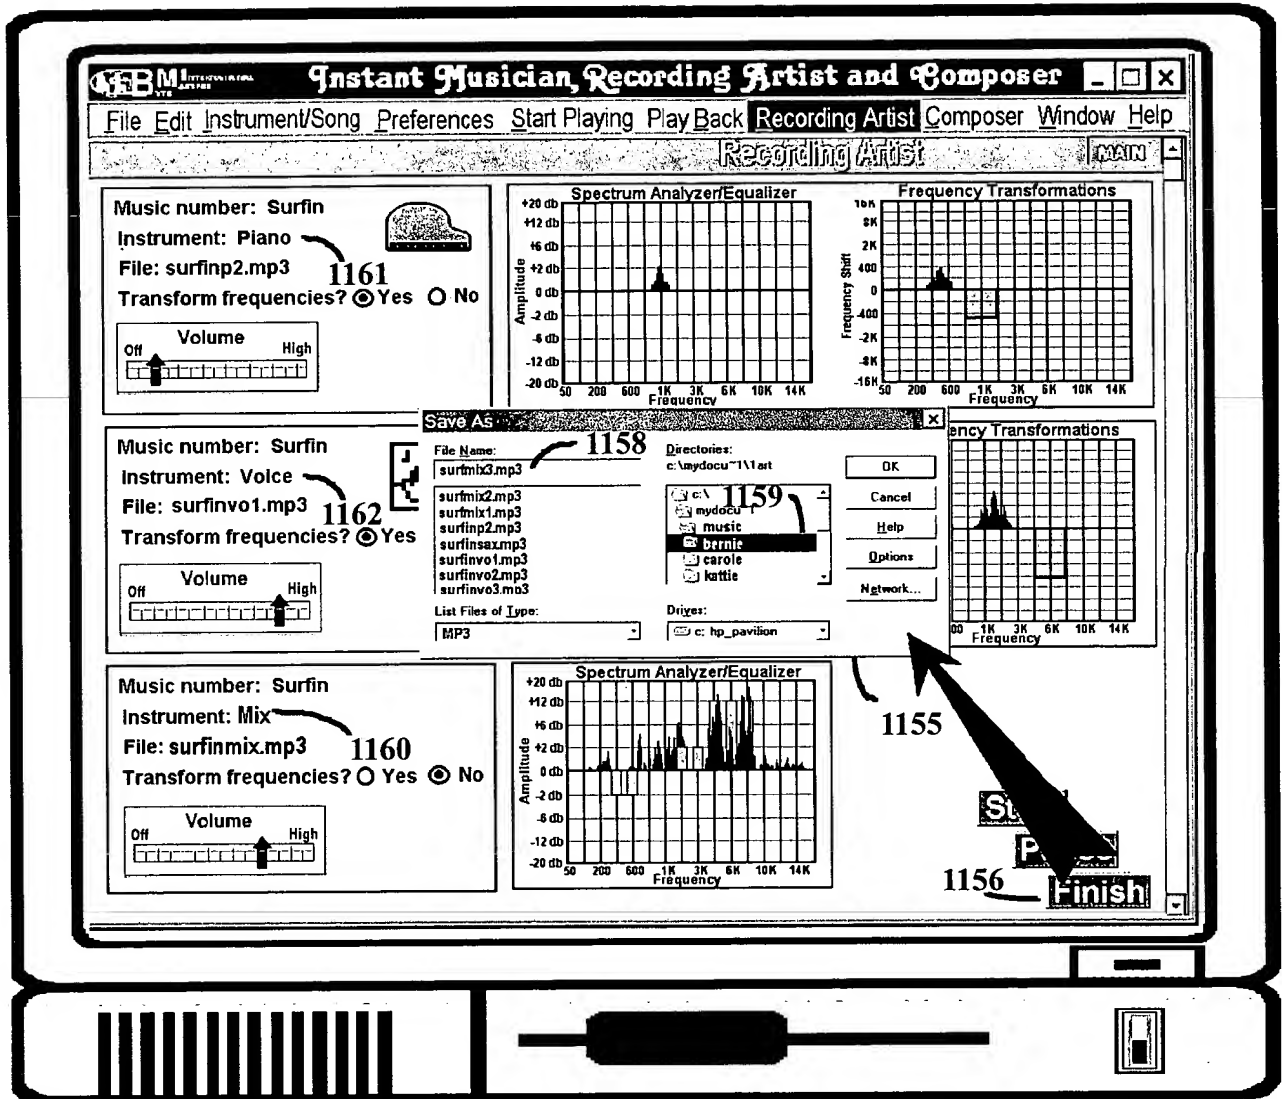 Instant Musician, Recording Artist and Composer
File Edit Instrument/Song Preferences Start Playing Play Back Recording Artist Composer Window Help
Recording Artist MAIN
Music number: Surfin
Instrument: Piano
1161
File: surfinp2.mp3
Transform frequencies? Yes No
Volume
Off High
Spectrum Analyzer/Equalizer
Amplitude
+20 db
+12 db
+6 db
+2 db
0 db
-2 db
-6 db
-12 db
-20 db
50 200 600 1K 3K 6K 10K 14K
Frequency
Frequency Transformations
Frequency Shift
16K
8K
2K
400
0
-400
-2K
-8K
-16K
50 200 600 1K 3K 6K 10K 14K
Frequency
Music number: Surfin
Instrument: Voice
1162
File: surfinvo1.mp3
Transform frequencies? Yes
Volume
Off High
Save As
File Name:
1158
surfmix3.mp3
surfmix2.mp3
surfmix1.mp3
surfinp2.mp3
surfinsax.mp3
surfinvo1.mp3
surfinvo2.mp3
surfinvo3.mp3
List Files of Type:
MP3
Directories:
c:\mydocu~1\1art
c:\
1159
mydocu~1
music
bernie
carole
kattie
Drives:
c: hp_pavilion
OK
Cancel
Help
Options
Network...
ency Transformations
00 1K 3K 6K 10K 14K
Frequency
1155
Music number: Surfin
Instrument: Mix
1160
File: surfinmix.mp3
Transform frequencies? Yes No
Volume
Off High
Spectrum Analyzer/Equalizer
Amplitude
+20 db
+12 db
+6 db
+2 db
0 db
-2 db
-6 db
-12 db
-20 db
50 200 600 1K 3K 6K 10K 14K
Frequency
1156
Finish